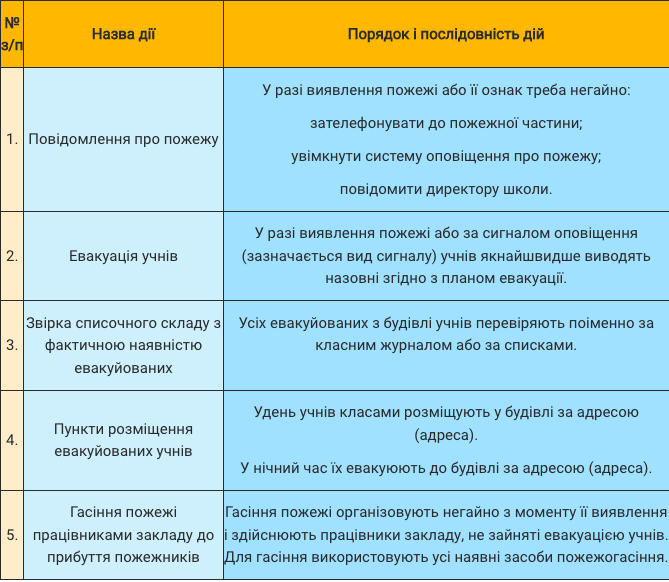 №
з/п
Назва дії
Порядок і послідовність дій
1.
Повідомлення про пожежу
У разі виявлення пожежі або її ознак треба негайно:
зателефонувати до пожежної частини;
увімкнути систему оповіщення про пожежу;
повідомити директору школи.
2.
Евакуація учнів
У разі виявлення пожежі або за сигналом оповіщення
(зазначається вид сигналу) учнів якнайшвидше виводять
назовні згідно з планом евакуації.
3.
Звірка списочного складу з
фактичною наявністю
евакуйованих
Усіх евакуйованих з будівлі учнів перевіряють поіменно за
класним журналом або за списками.
4.
Пункти розміщення
евакуйованих учнів
Удень учнів класами розміщують у будівлі за адресою
(адреса).
У нічний час їх евакуюють до будівлі за адресою (адреса).
5.
Гасіння пожежі
працівниками закладу до
прибуття пожежників
Гасіння пожежі організовують негайно з моменту її виявлення
і здійснюють працівники закладу, не зайняті евакуацією учнів.
Для гасіння використовують усі наявні засоби пожежогасіння.